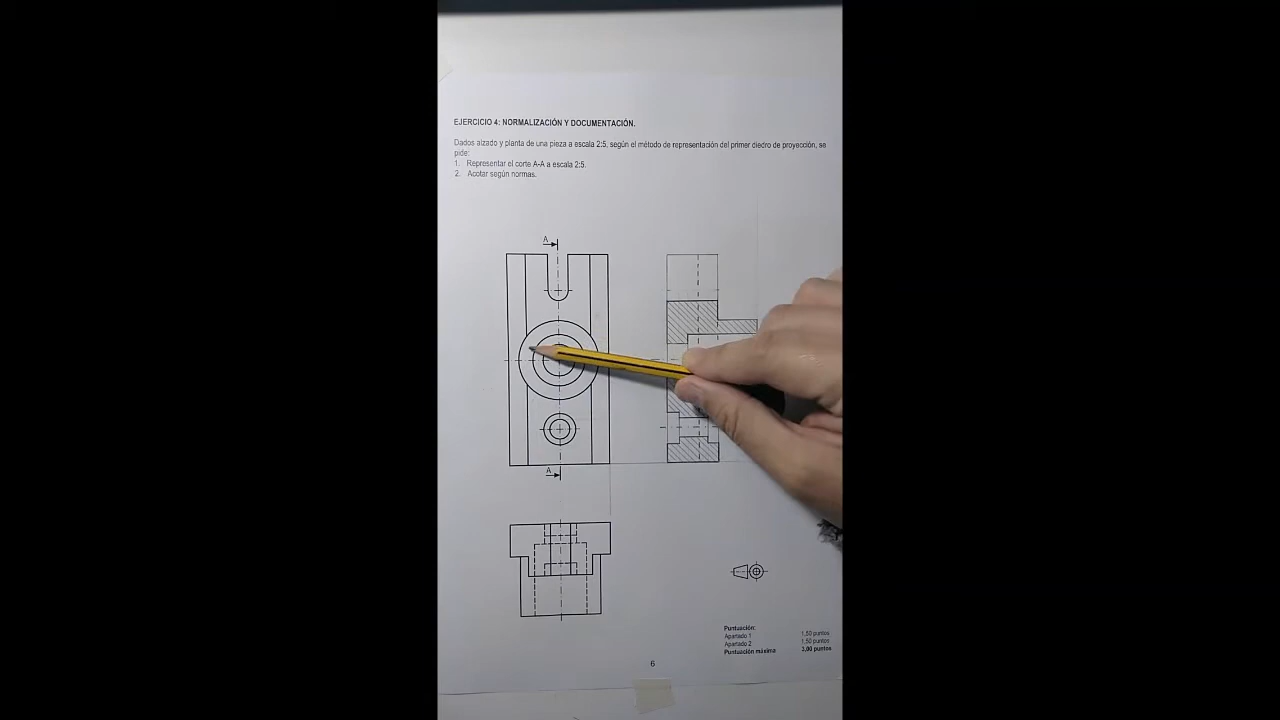 EJERCICIO 4: NORMALIZACIÓN Y DOCUMENTACIÓN.
Dados alzado y planta de una pieza a escala 2:5, según el método de representación del primer diedro de proyección, se
pide:
1. Representar el corte A-A a escala 2:5.
2. Acotar según normas.
A
A
Puntuación:
Apartado 1 1,50 puntos
Apartado 2 1,50 puntos
Puntuación máxima 3,00 puntos
6